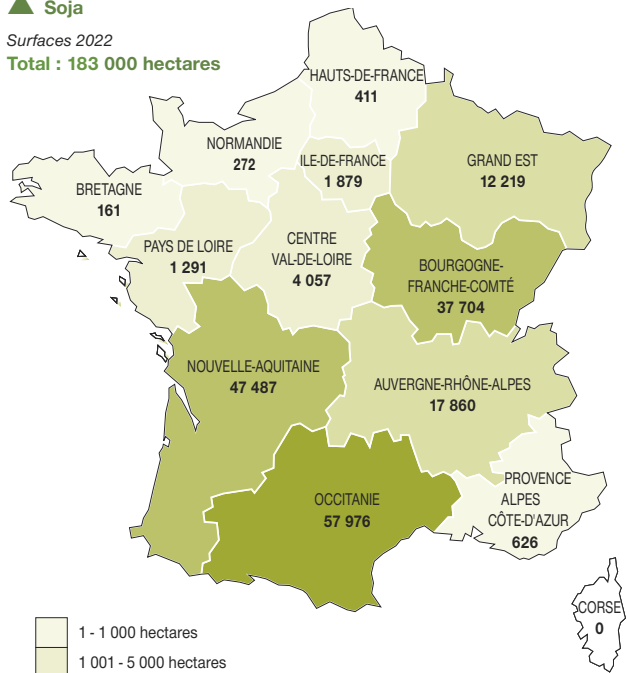 Soja
Surfaces 2022
Total : 183 000 hectares
HAUTS-DE-FRANCE
411
NORMANDIE
272
ILE-DE-FRANCE
1 879
GRAND EST
12 219
BRETAGNE
161
PAYS DE LOIRE
1 291
CENTRE
VAL-DE-LOIRE
4 057
BOURGOGNE-
FRANCHE-COMTÉ
37 704
NOUVELLE-AQUITAINE
47 487
AUVERGNE-RHÔNE-ALPES
17 860
OCCITANIE
57 976
PROVENCE
ALPES
CÔTE-D'AZUR
626
CORSE
0
1 - 1 000 hectares
1 001 - 5 000 hectares